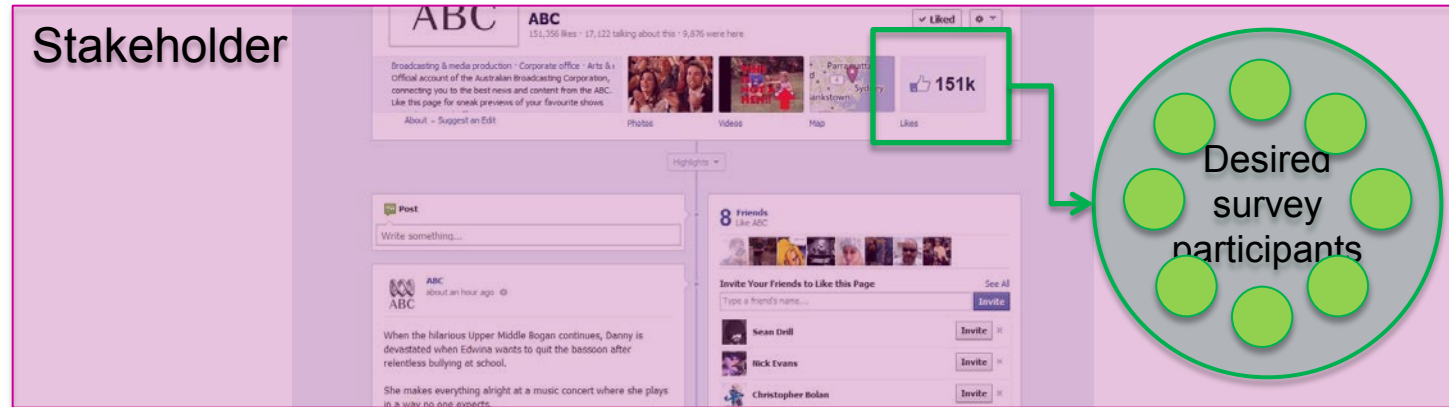 Stakeholder
ABC
ABC
151,356 likes · 17,122 talking about this · 9,876 were here
✓ Liked
Broadcasting & media production · Corporate office · Arts &
Official account of the Australian Broadcasting Corporation,
connecting you to the best news and content from the ABC.
Like this page for sneak previews of your favourite shows
About – Suggest an Edit
Photos
Videos
Parramatta
Sydney
ankstown
Map
151k
Likes
Highlights
Post
Write something...
ABC
about an hour ago
ABC
When the hilarious Upper Middle Bogan continues, Danny is
devastated when Edwina wants to quit the bassoon after
relentless bullying at school.
She makes everything alright at a music concert where she plays
in a way no one expects.
8 Friends
Like ABC
Invite Your Friends to Like this Page
See All
Type a friend's name...
Invite
Sean Drill
Invite
Nick Evans
Invite
Christopher Bolan
Invite
Desired
survey
participants